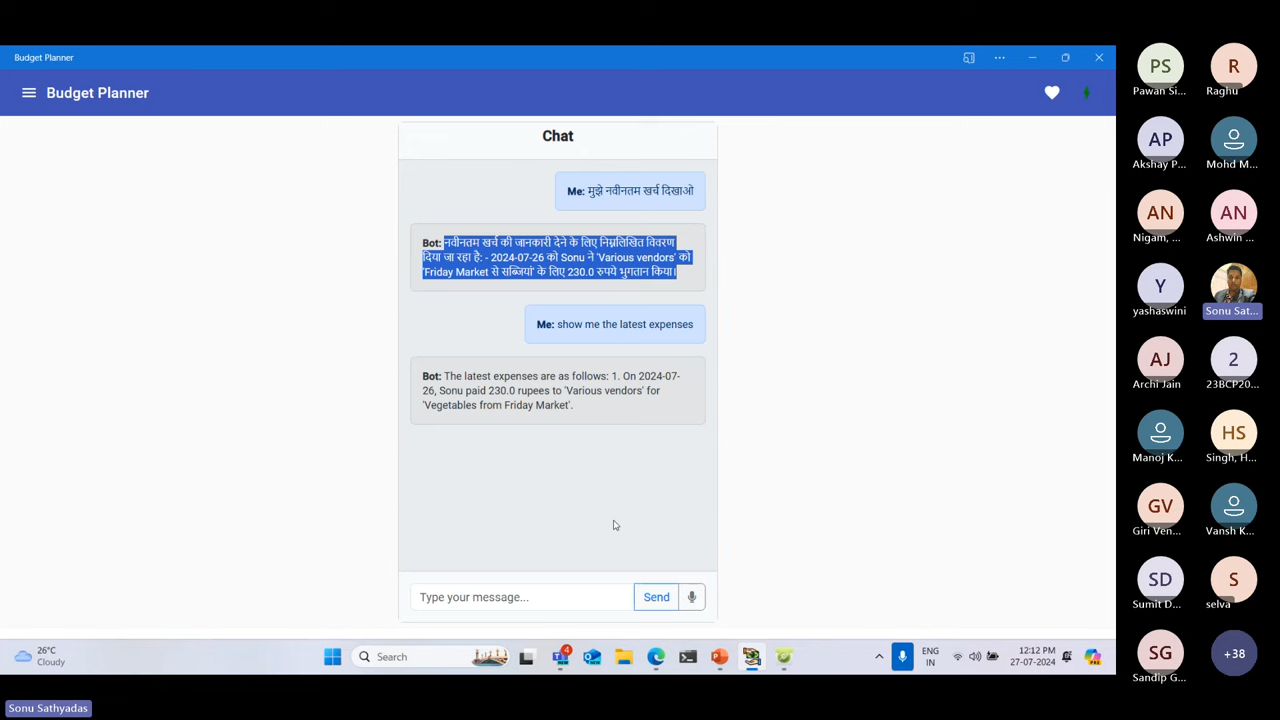 Budget Planner
Budget Planner
Chat
Me: मुझे नवीनतम खर्च दिखाओ
Bot: नवीनतम खर्च की जानकारी देने के लिए निम्नलिखित विवरण
दिया जा रहा है: - 2024-07-26 को Sonu ने 'Various vendors' को
'Friday Market से सब्जियां' के लिए 230.0 रुपये भुगतान किया।
Me: show me the latest expenses
Bot: The latest expenses are as follows: 1. On 2024-07-
26, Sonu paid 230.0 rupees to 'Various vendors' for
'Vegetables from Friday Market'.
Type your message...
Send
26°C
Cloudy
Search
4
ENG
IN
12:12 PM
27-07-2024
Sonu Sathyadas
PS
Pawan Si...
R
Raghu
AP
Akshay P...
Mohd M...
AN
Nigam, ...
AN
Ashwin ...
Y
yashaswini
Sonu Sat...
AJ
Archi Jain
2
23BCP20...
Manoj K...
HS
Singh, H...
GV
Giri Ven...
Vansh K...
SD
Sumit D...
S
selva
SG
Sandip G...
+38